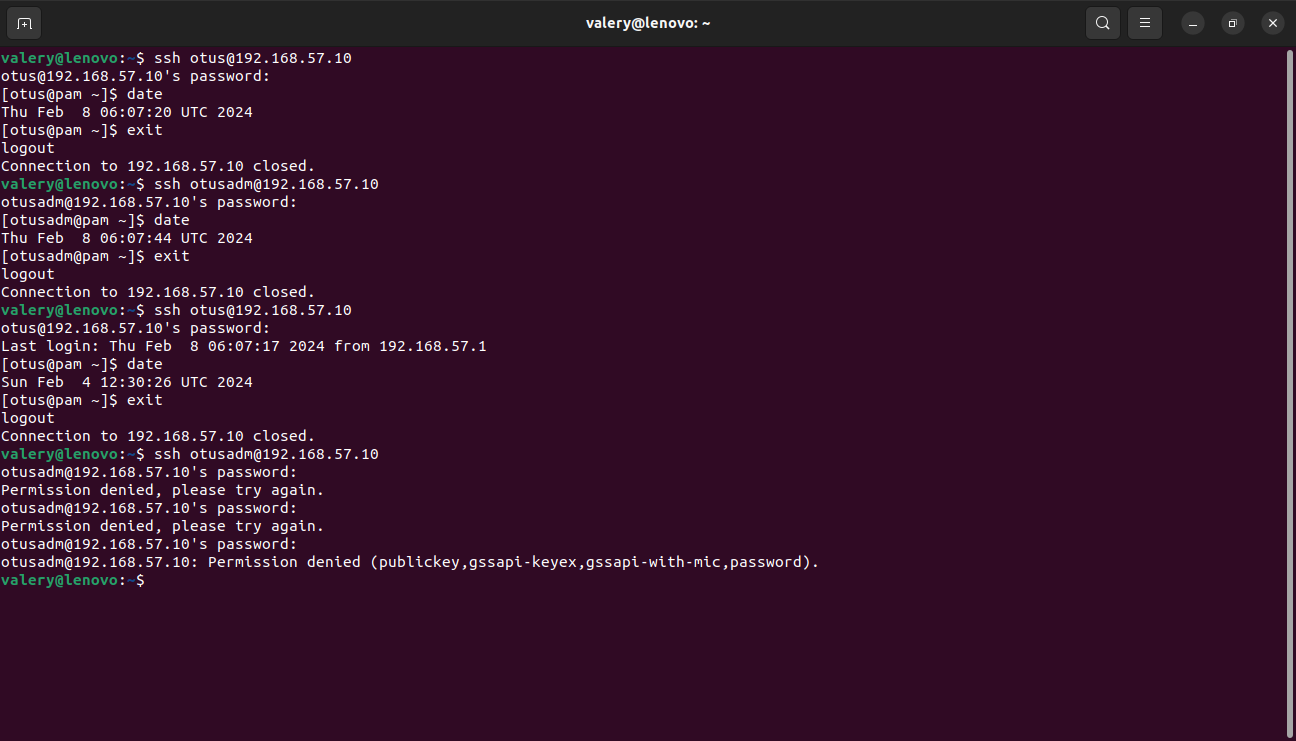 valery@lenovo: ~
valery@lenovo:~$ ssh otus@192.168.57.10
otus@192.168.57.10's password:
[otus@pam ~]$ date
Thu Feb  8 06:07:20 UTC 2024
[otus@pam ~]$ exit
logout
Connection to 192.168.57.10 closed.
valery@lenovo:~$ ssh otusadm@192.168.57.10
otusadm@192.168.57.10's password:
[otusadm@pam ~]$ date
Thu Feb  8 06:07:44 UTC 2024
[otusadm@pam ~]$ exit
logout
Connection to 192.168.57.10 closed.
valery@lenovo:~$ ssh otus@192.168.57.10
otus@192.168.57.10's password:
Last login: Thu Feb  8 06:07:17 2024 from 192.168.57.1
[otus@pam ~]$ date
Sun Feb  4 12:30:26 UTC 2024
[otus@pam ~]$ exit
logout
Connection to 192.168.57.10 closed.
valery@lenovo:~$ ssh otusadm@192.168.57.10
otusadm@192.168.57.10's password:
Permission denied, please try again.
otusadm@192.168.57.10's password:
Permission denied, please try again.
otusadm@192.168.57.10's password:
otusadm@192.168.57.10: Permission denied (publickey,gssapi-keyex,gssapi-with-mic,password).
valery@lenovo:~$